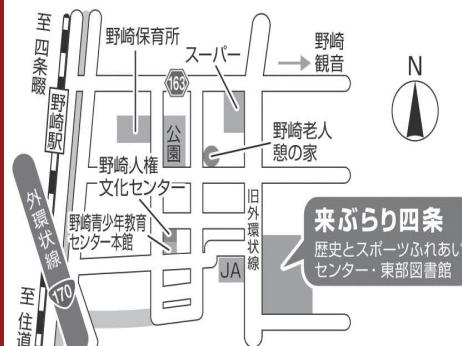 至 四条畷
野崎駅
野崎保育所
スーパー
野崎
観音
N
163
公園
野崎老人
憩の家
野崎人権
文化センター
野崎青少年教育
センター本館
外環状線
170
旧外環状線
JA
来ぶらり四条
歴史とスポーツふれあい
センター・東部図書館
至 住道